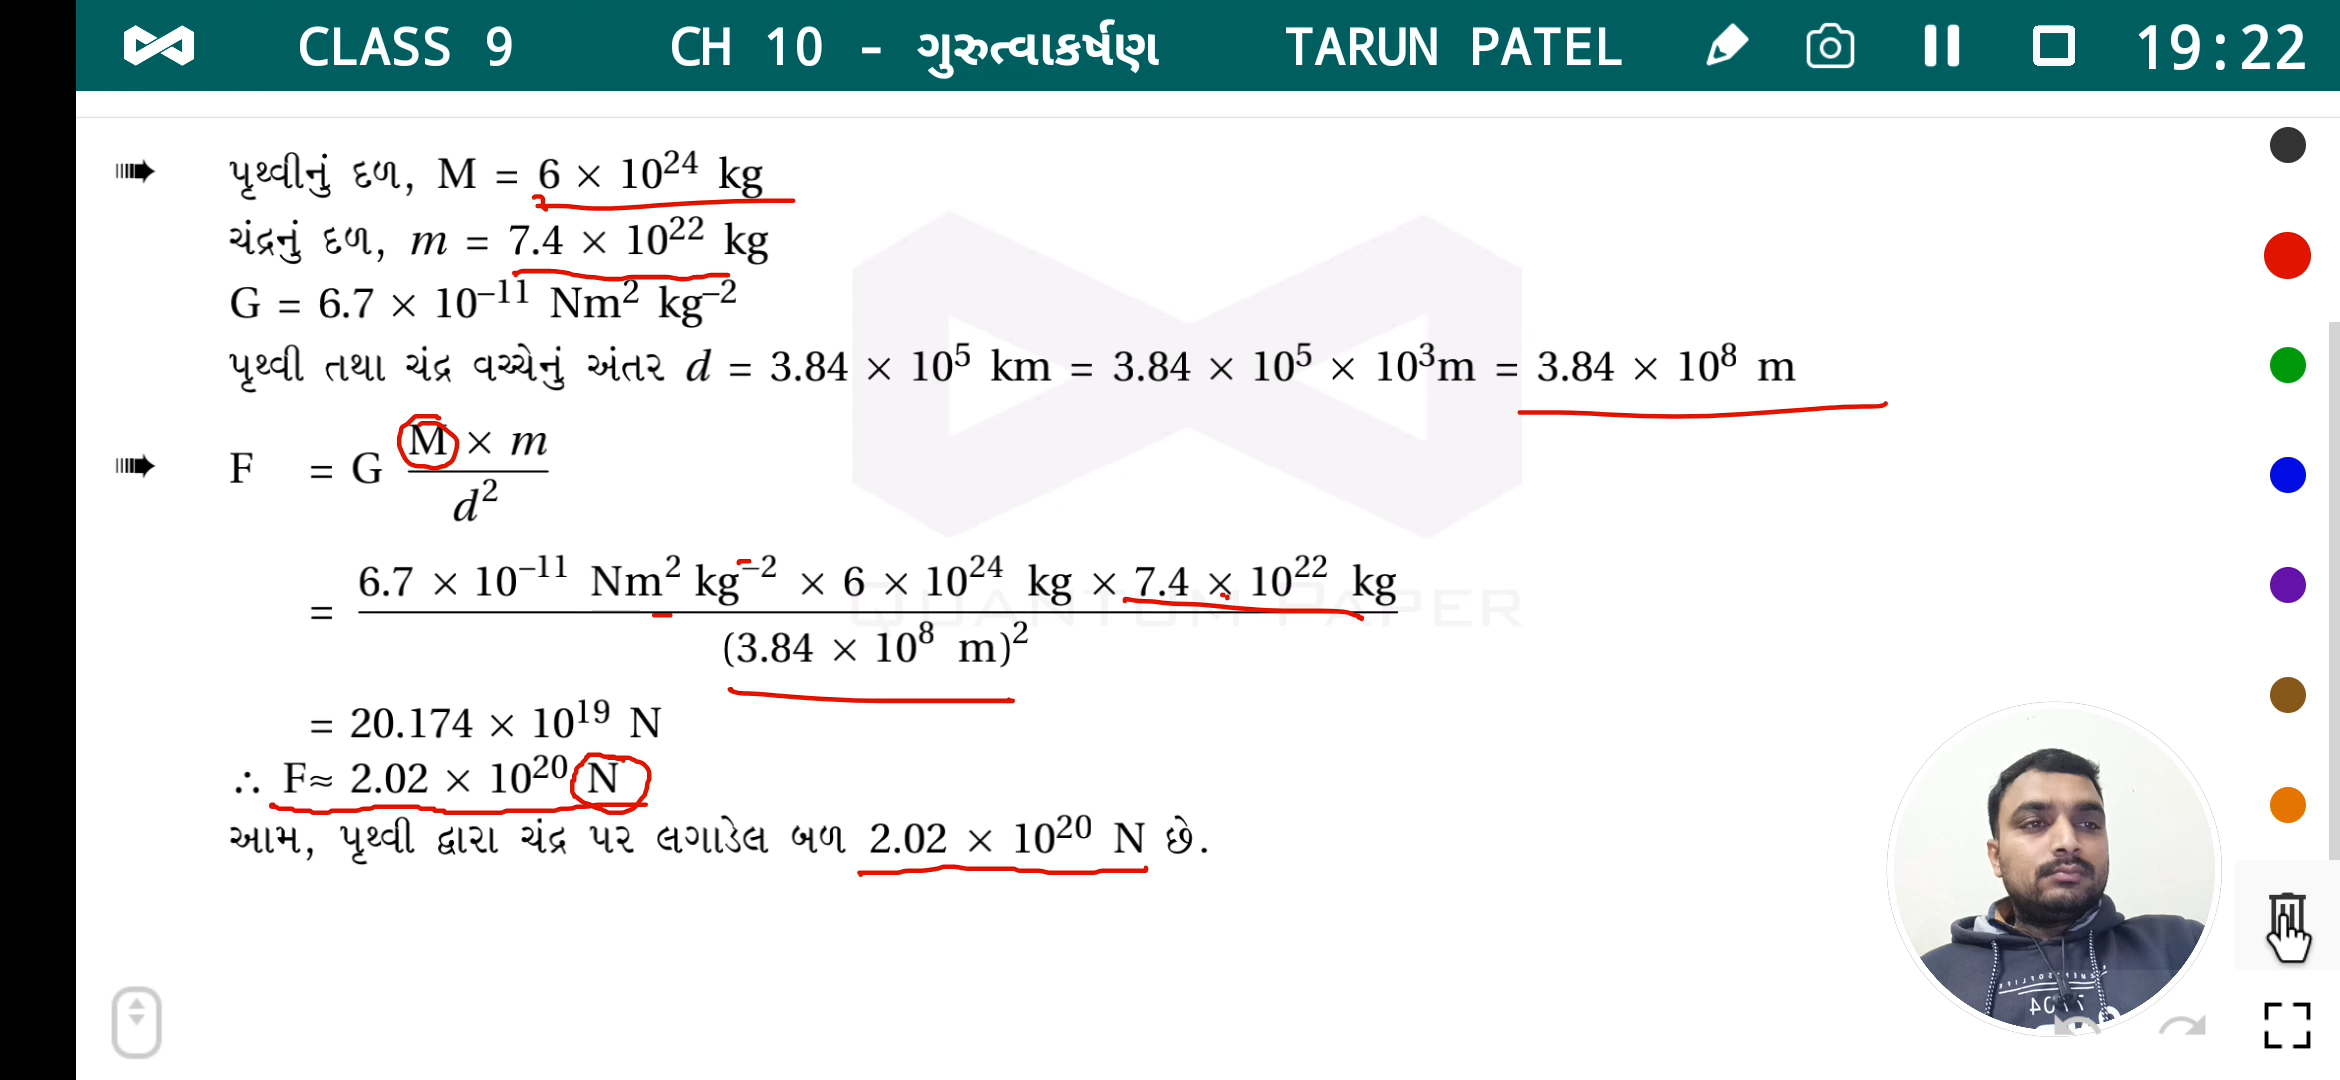 CLASS 9 CH 10 - ગુરુત્વાકર્ષણ TARUN PATEL 19:22
પૃથ્વીનું દળ, M = 6 × 10²⁴ kg
ચંદ્રનું દળ, m = 7.4 × 10²² kg
G = 6.7 × 10⁻¹¹ Nm² kg⁻²
પૃથ્વી તથા ચંદ્ર વચ્ચેનું અંતર d = 3.84 × 10⁵ km = 3.84 × 10⁵ × 10³m = 3.84 × 10⁸ m
F = G (M × m) / d²
= (6.7 × 10⁻¹¹ Nm² kg⁻² × 6 × 10²⁴ kg × 7.4 × 10²² kg) / (3.84 × 10⁸ m)²
QUANTUM PAPER
= 20.174 × 10¹⁹ N
∴ F≈ 2.02 × 10²⁰ N
આમ, પૃથ્વી દ્વારા ચંદ્ર પર લગાડેલ બળ 2.02 × 10²⁰ N છે.